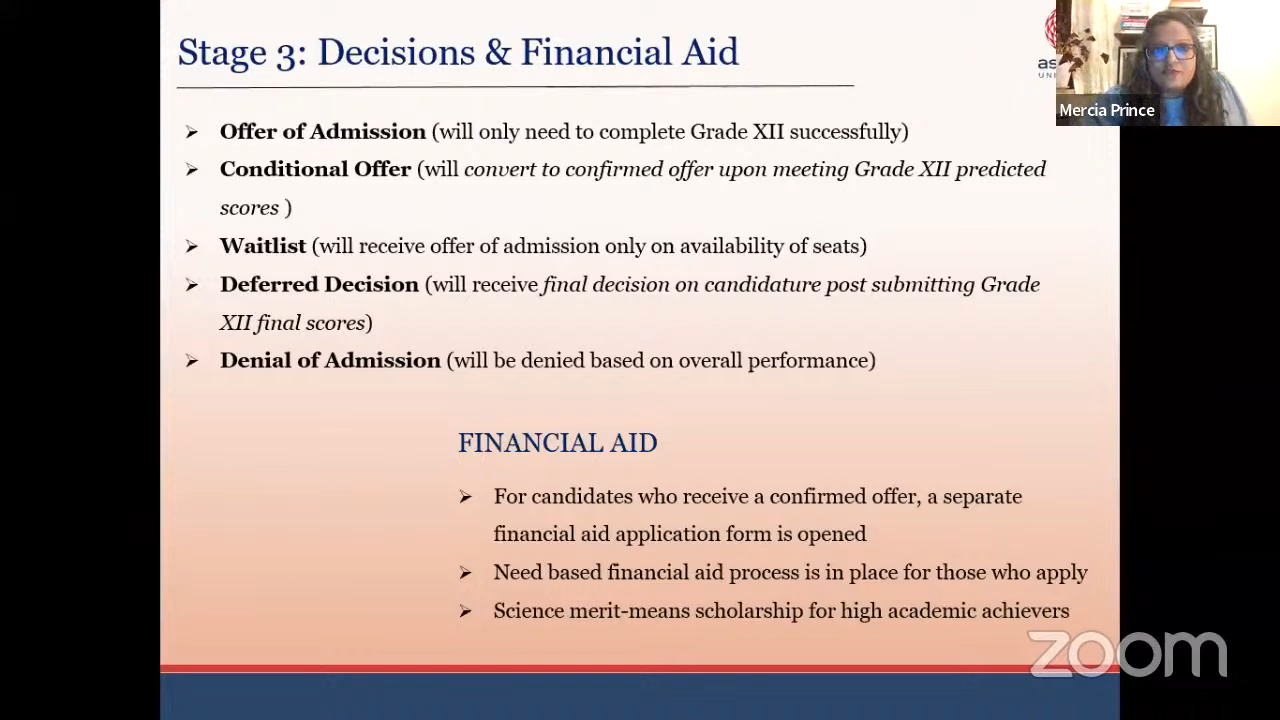 Stage 3: Decisions & Financial Aid
Mercia Prince
➢ Offer of Admission (will only need to complete Grade XII successfully)
➢ Conditional Offer (will convert to confirmed offer upon meeting Grade XII predicted
scores )
➢ Waitlist (will receive offer of admission only on availability of seats)
➢ Deferred Decision (will receive final decision on candidature post submitting Grade
XII final scores)
➢ Denial of Admission (will be denied based on overall performance)
FINANCIAL AID
➢ For candidates who receive a confirmed offer, a separate
financial aid application form is opened
➢ Need based financial aid process is in place for those who apply
➢ Science merit-means scholarship for high academic achievers
zoom